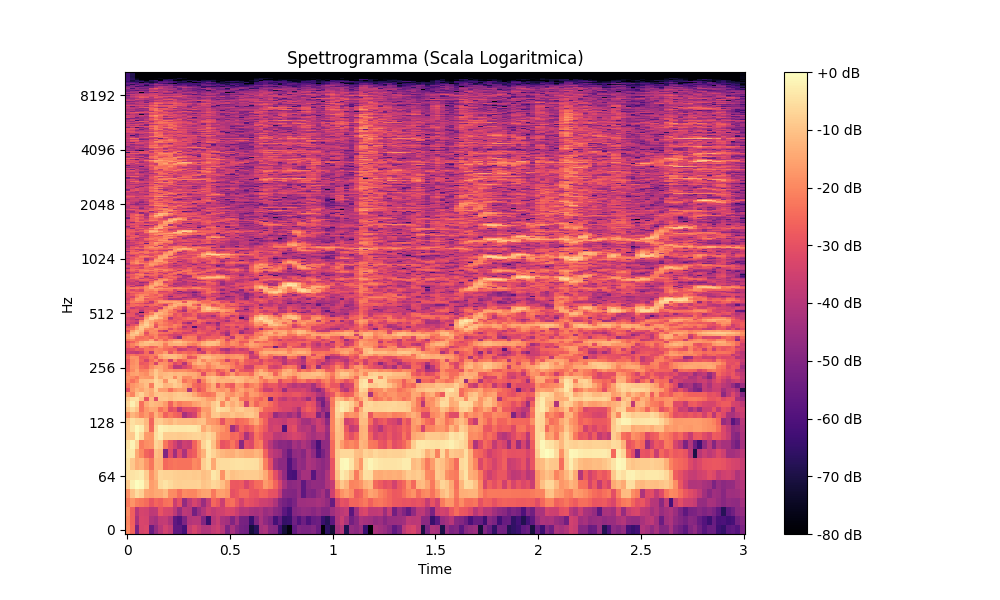 Spettrogramma (Scala Logaritmica)
Hz
8192
4096
2048
1024
512
256
128
64
0
0 0.5 1 1.5 2 2.5 3
Time
+0 dB
-10 dB
-20 dB
-30 dB
-40 dB
-50 dB
-60 dB
-70 dB
-80 dB